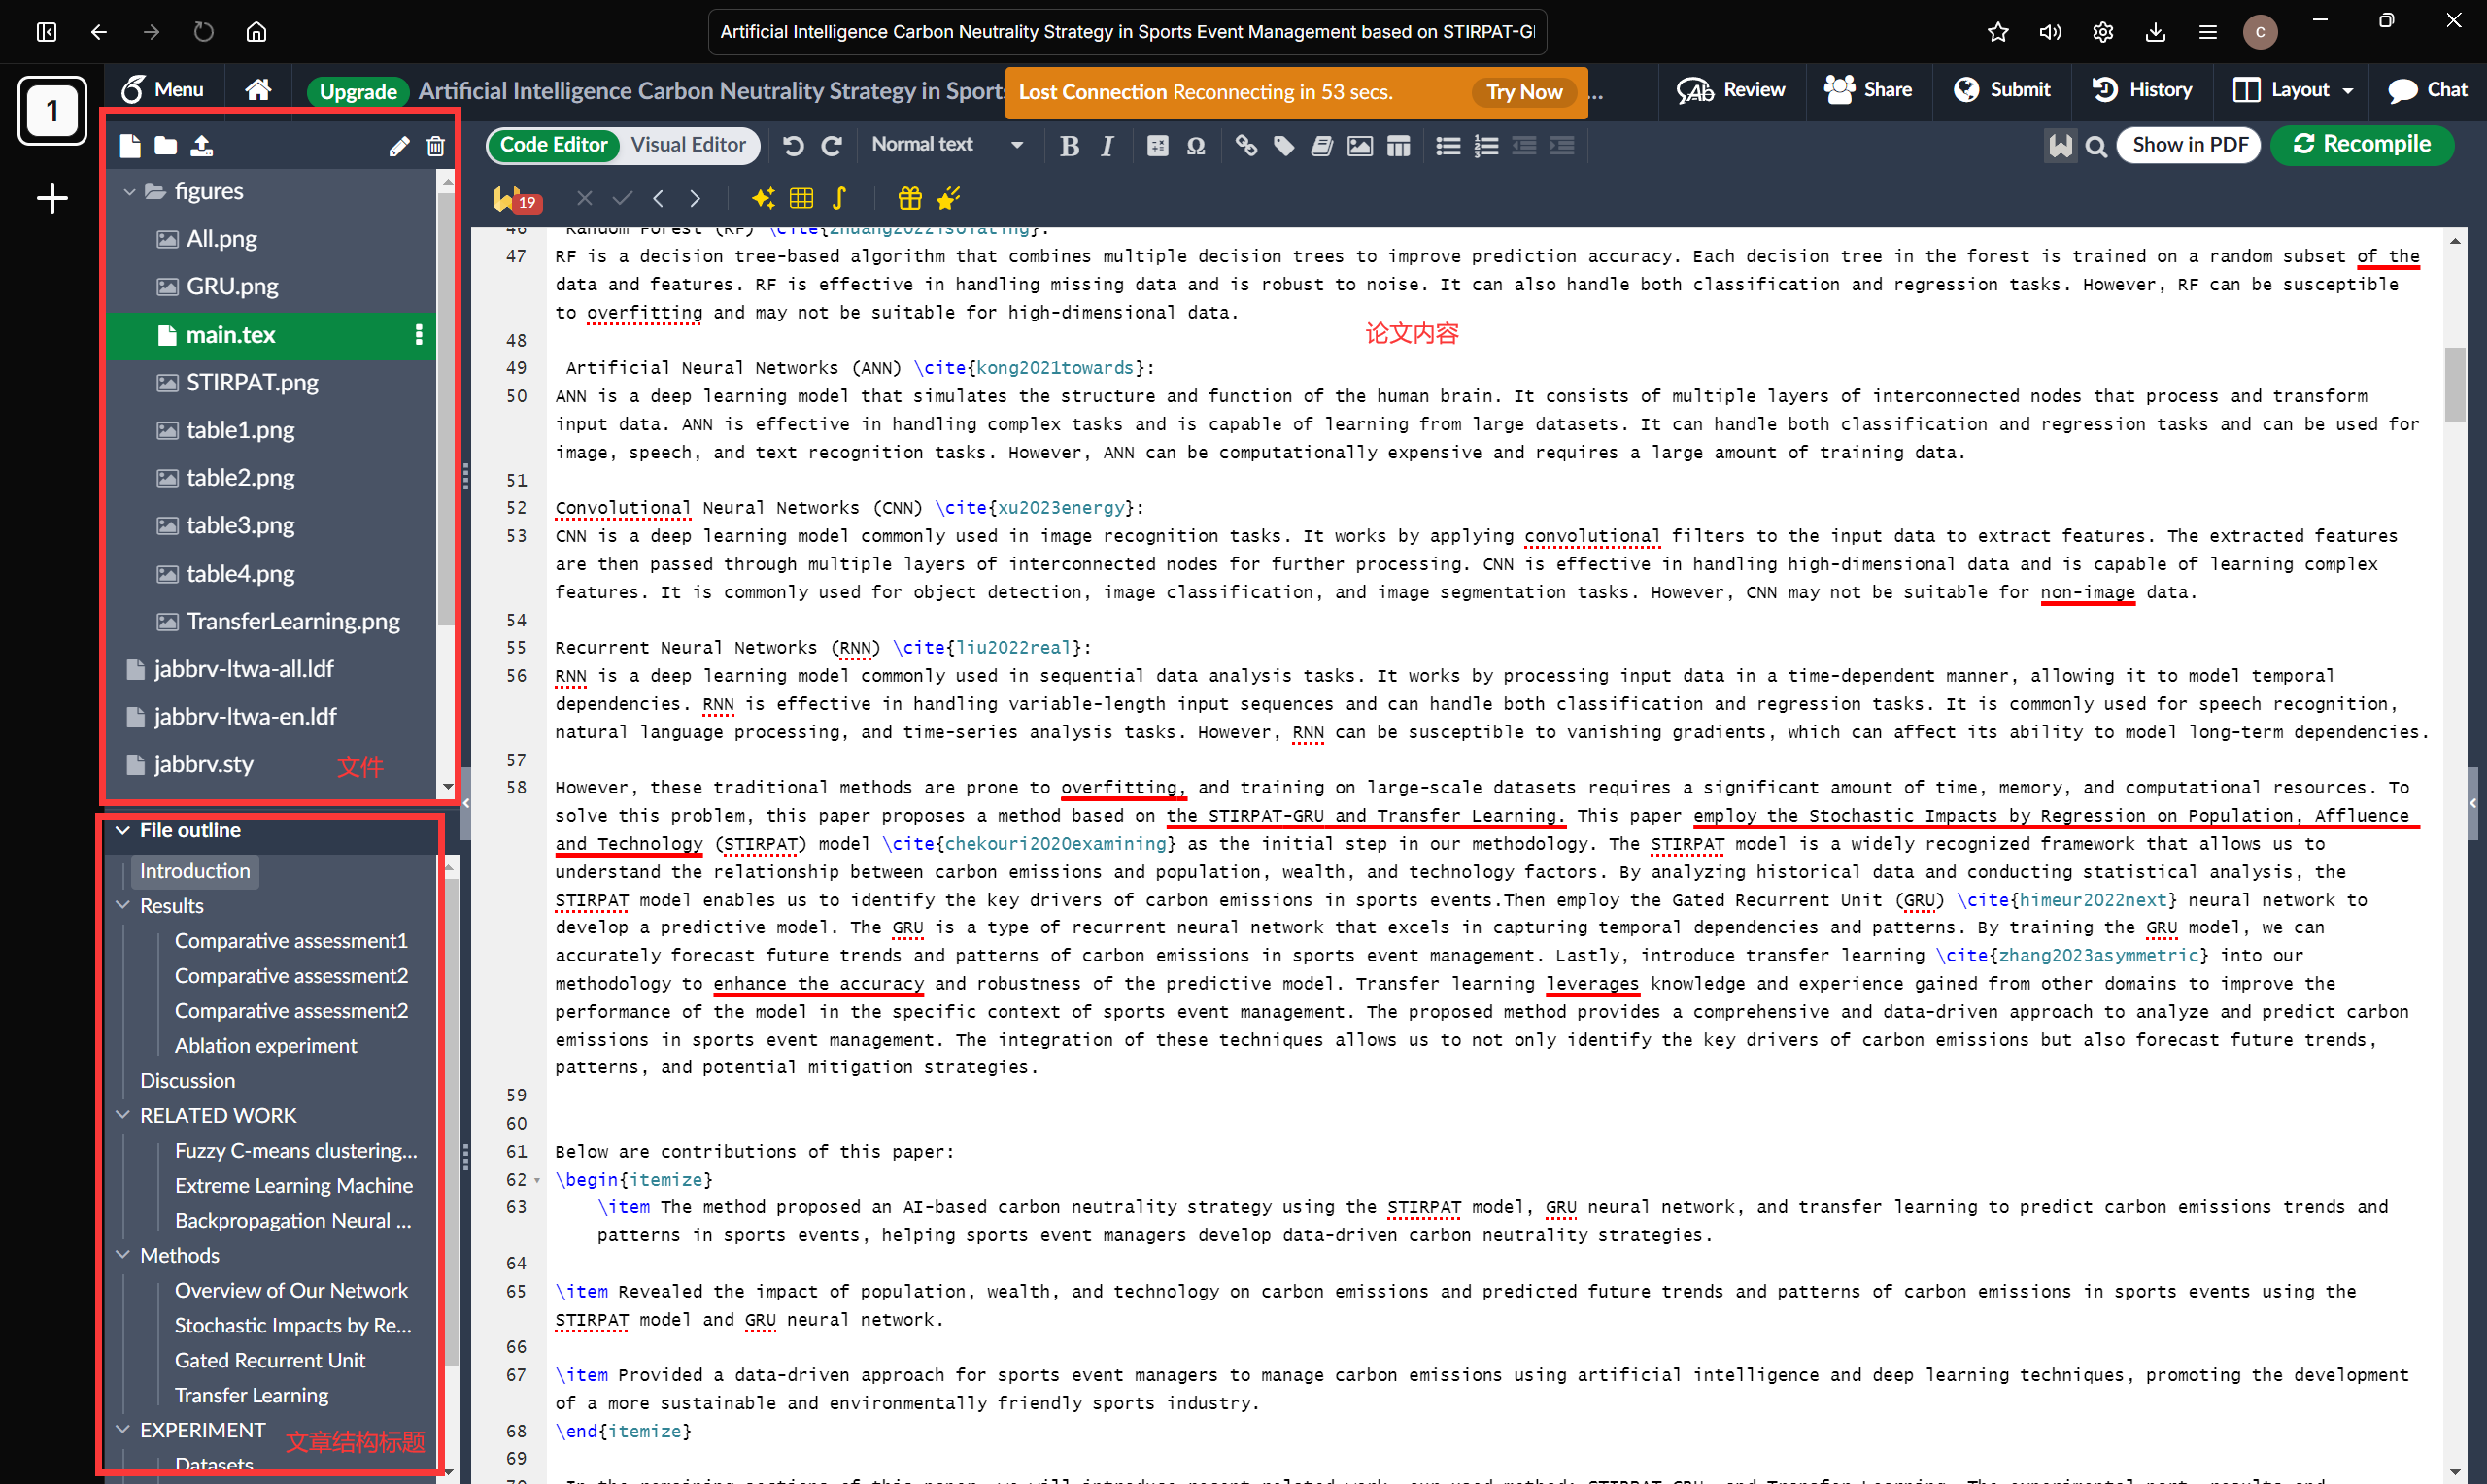 Artificial Intelligence Carbon Neutrality Strategy in Sports Event Management based on STIRPAT-G
C
1
Menu
Upgrade
Artificial Intelligence Carbon Neutrality Strategy in Sports
Lost Connection Reconnecting in 53 secs.
Try Now
...
Review
Share
Submit
History
Layout
Chat
Code Editor
Visual Editor
Normal text
B
I
Ω
Show in PDF
Recompile
19
figures
All.png
GRU.png
main.tex
STIRPAT.png
table1.png
table2.png
table3.png
table4.png
TransferLearning.png
jabbrv-ltwa-all.ldf
jabbrv-ltwa-en.ldf
jabbrv.sty
文件
File outline
Introduction
Results
Comparative assessment1
Comparative assessment2
Comparative assessment2
Ablation experiment
Discussion
RELATED WORK
Fuzzy C-means clustering...
Extreme Learning Machine
Backpropagation Neural ...
Methods
Overview of Our Network
Stochastic Impacts by Re...
Gated Recurrent Unit
Transfer Learning
EXPERIMENT
文章结构标题
Datasets
46 Random Forest (RF) \cite{zhuang2022isolating}:
47 RF is a decision tree-based algorithm that combines multiple decision trees to improve prediction accuracy. Each decision tree in the forest is trained on a random subset of the
data and features. RF is effective in handling missing data and is robust to noise. It can also handle both classification and regression tasks. However, RF can be susceptible
to overfitting and may not be suitable for high-dimensional data.
论文内容
48
49 Artificial Neural Networks (ANN) \cite{kong2021towards}:
50 ANN is a deep learning model that simulates the structure and function of the human brain. It consists of multiple layers of interconnected nodes that process and transform
input data. ANN is effective in handling complex tasks and is capable of learning from large datasets. It can handle both classification and regression tasks and can be used for
image, speech, and text recognition tasks. However, ANN can be computationally expensive and requires a large amount of training data.
51
52 Convolutional Neural Networks (CNN) \cite{xu2023energy}:
53 CNN is a deep learning model commonly used in image recognition tasks. It works by applying convolutional filters to the input data to extract features. The extracted features
are then passed through multiple layers of interconnected nodes for further processing. CNN is effective in handling high-dimensional data and is capable of learning complex
features. It is commonly used for object detection, image classification, and image segmentation tasks. However, CNN may not be suitable for non-image data.
54
55 Recurrent Neural Networks (RNN) \cite{liu2022real}:
56 RNN is a deep learning model commonly used in sequential data analysis tasks. It works by processing input data in a time-dependent manner, allowing it to model temporal
dependencies. RNN is effective in handling variable-length input sequences and can handle both classification and regression tasks. It is commonly used for speech recognition,
natural language processing, and time-series analysis tasks. However, RNN can be susceptible to vanishing gradients, which can affect its ability to model long-term dependencies.
57
58 However, these traditional methods are prone to overfitting, and training on large-scale datasets requires a significant amount of time, memory, and computational resources. To
solve this problem, this paper proposes a method based on the STIRPAT-GRU and Transfer Learning. This paper employ the Stochastic Impacts by Regression on Population, Affluence
and Technology (STIRPAT) model \cite{chekouri2020examining} as the initial step in our methodology. The STIRPAT model is a widely recognized framework that allows us to
understand the relationship between carbon emissions and population, wealth, and technology factors. By analyzing historical data and conducting statistical analysis, the
STIRPAT model enables us to identify the key drivers of carbon emissions in sports events.Then employ the Gated Recurrent Unit (GRU) \cite{himeur2022next} neural network to
develop a predictive model. The GRU is a type of recurrent neural network that excels in capturing temporal dependencies and patterns. By training the GRU model, we can
accurately forecast future trends and patterns of carbon emissions in sports event management. Lastly, introduce transfer learning \cite{zhang2023asymmetric} into our
methodology to enhance the accuracy and robustness of the predictive model. Transfer learning leverages knowledge and experience gained from other domains to improve the
performance of the model in the specific context of sports event management. The proposed method provides a comprehensive and data-driven approach to analyze and predict carbon
emissions in sports event management. The integration of these techniques allows us to not only identify the key drivers of carbon emissions but also forecast future trends,
patterns, and potential mitigation strategies.
59
60
61 Below are contributions of this paper:
62 \begin{itemize}
63 \item The method proposed an AI-based carbon neutrality strategy using the STIRPAT model, GRU neural network, and transfer learning to predict carbon emissions trends and
patterns in sports events, helping sports event managers develop data-driven carbon neutrality strategies.
64
65 \item Revealed the impact of population, wealth, and technology on carbon emissions and predicted future trends and patterns of carbon emissions in sports events using the
STIRPAT model and GRU neural network.
66
67 \item Provided a data-driven approach for sports event managers to manage carbon emissions using artificial intelligence and deep learning techniques, promoting the development
of a more sustainable and environmentally friendly sports industry.
68 \end{itemize}
69